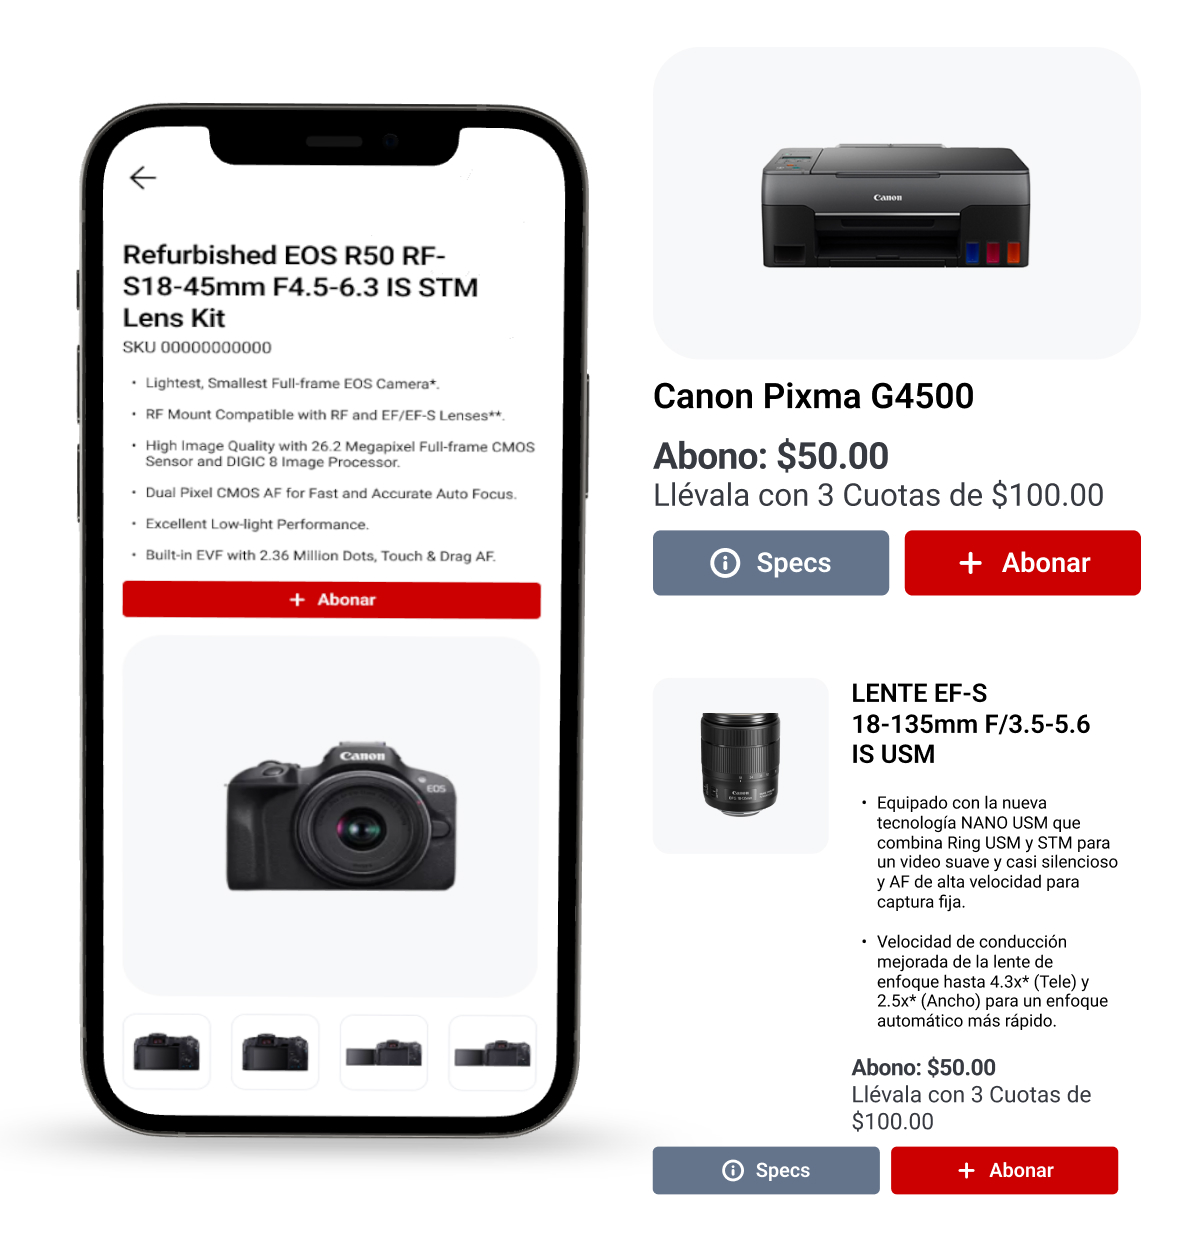 Refurbished EOS R50 RF-
S18-45mm F4.5-6.3 IS STM
Lens Kit
SKU 00000000000
• Lightest, Smallest Full-frame EOS Camera*.
• RF Mount Compatible with RF and EF/EF-S Lenses**.
• High Image Quality with 26.2 Megapixel Full-frame CMOS
Sensor and DIGIC 8 Image Processor.
• Dual Pixel CMOS AF for Fast and Accurate Auto Focus.
• Excellent Low-light Performance.
• Built-in EVF with 2.36 Million Dots, Touch & Drag AF.
+ Abonar
Canon
EOS
Canon
Canon Pixma G4500
Abono: $50.00
Llévala con 3 Cuotas de $100.00
Specs
+ Abonar
Canon
LENTE EF-S
18-135mm F/3.5-5.6
IS USM
• Equipado con la nueva
tecnología NANO USM que
combina Ring USM y STM para
un video suave y casi silencioso
y AF de alta velocidad para
captura fija.
• Velocidad de conducción
mejorada de la lente de
enfoque hasta 4.3x* (Tele) y
2.5x* (Ancho) para un enfoque
automático más rápido.
Abono: $50.00
Llévala con 3 Cuotas de
$100.00
Specs
+ Abonar